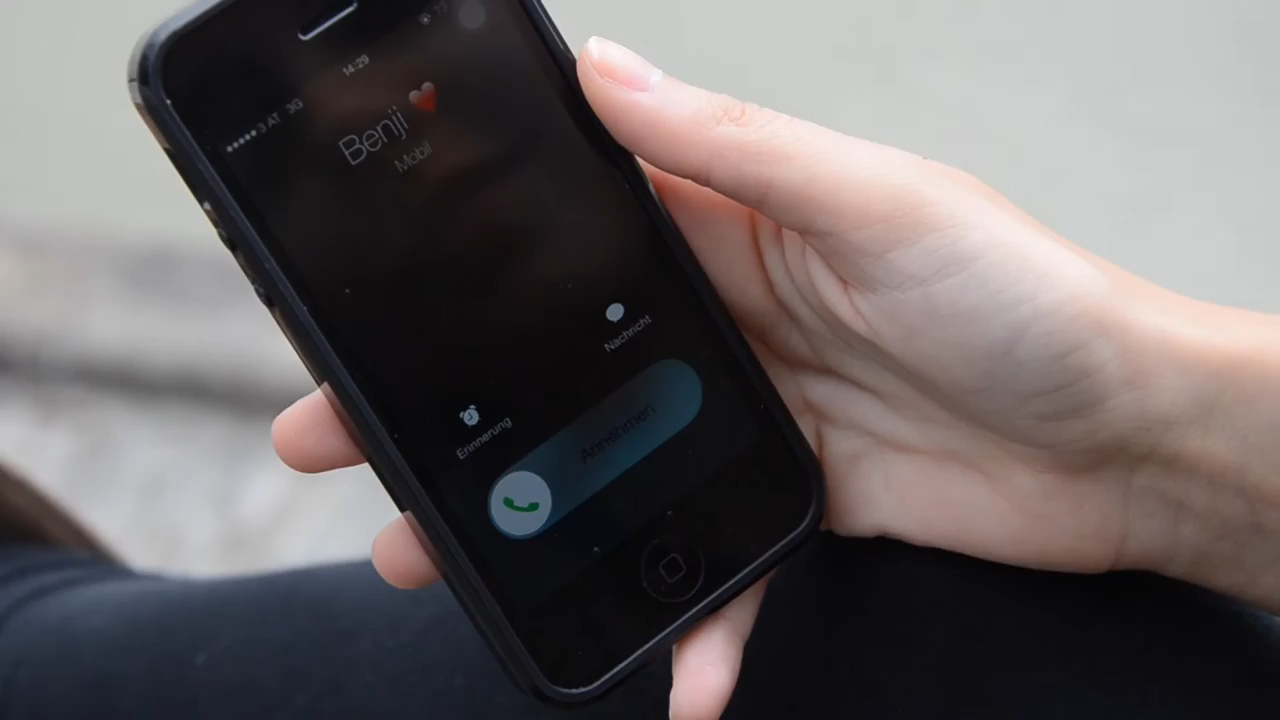 3 AT 3G
14:29
Benji ❤
Mobil
Nachricht
Erinnerung
Annehmen